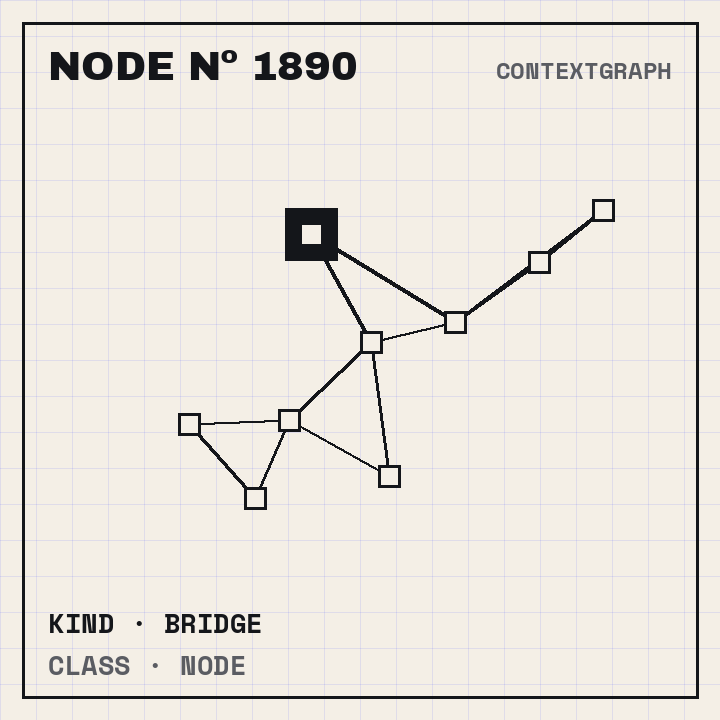 NODE Nº 1890
CONTEXTGRAPH
KIND · BRIDGE
CLASS · NODE